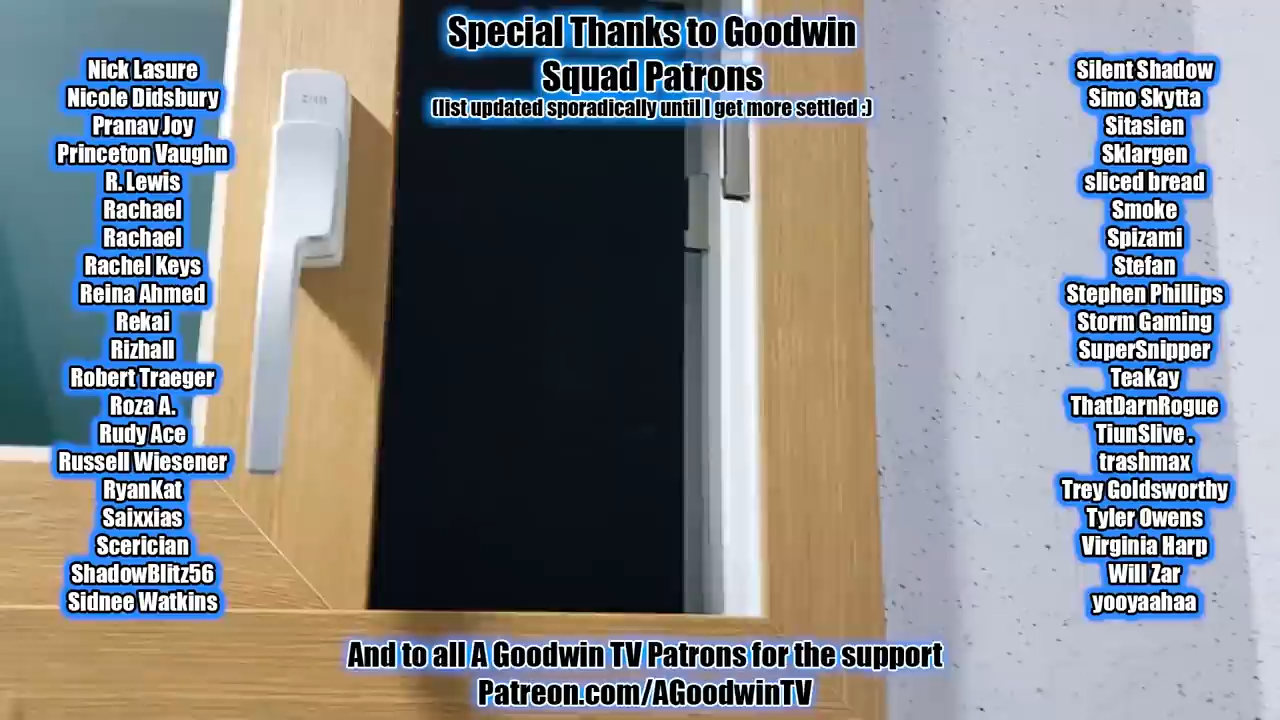 Special Thanks to Goodwin
Squad Patrons
(list updated sporadically until I get more settled :)
Nick Lasure
Nicole Didsbury
Pranav Joy
Princeton Vaughn
R. Lewis
Rachael
Rachael
Rachel Keys
Reina Ahmed
Rekai
Rizhall
Robert Traeger
Roza A.
Rudy Ace
Russell Wiesener
RyanKat
Saixxias
Scerician
ShadowBlitz56
Sidnee Watkins
Silent Shadow
Simo Skytta
Sitasien
Sklargen
sliced bread
Smoke
Spizami
Stefan
Stephen Phillips
Storm Gaming
SuperSnipper
TeaKay
ThatDarnRogue
TiunSlive .
trashmax
Trey Goldsworthy
Tyler Owens
Virginia Harp
Will Zar
yooyaahaa
And to all A Goodwin TV Patrons for the support
Patreon.com/AGoodwinTV